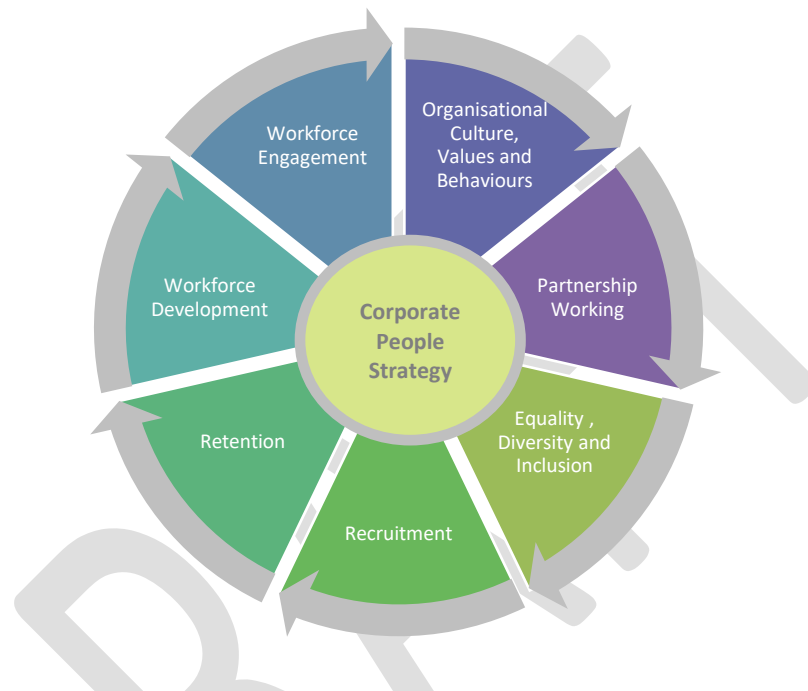 Organisational
Culture,
Values and
Behaviours
Partnership
Working
Equality ,
Diversity and
Inclusion
Recruitment
Retention
Workforce
Development
Workforce
Engagement
Corporate
People
Strategy